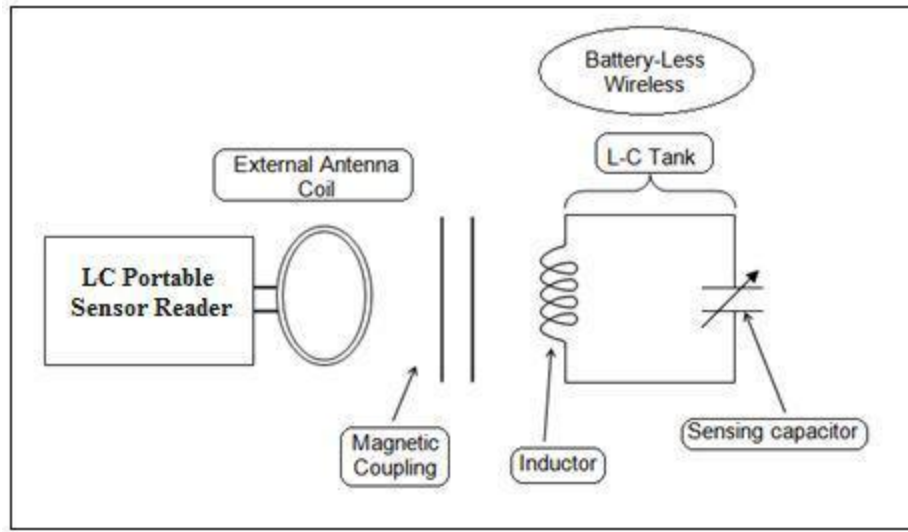 Battery-Less
Wireless
L-C Tank
External Antenna
Coil
LC Portable
Sensor Reader
Magnetic
Coupling
Inductor
Sensing capacitor